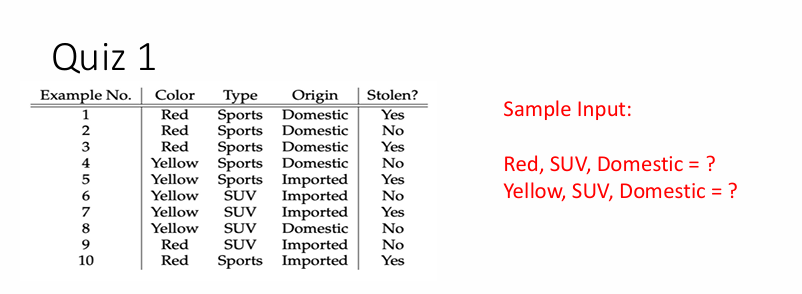 Quiz 1
Example No. Color Type Origin Stolen?
1 Red Sports Domestic Yes
2 Red Sports Domestic No
3 Red Sports Domestic Yes
4 Yellow Sports Domestic No
5 Yellow Sports Imported Yes
6 Yellow SUV Imported No
7 Yellow SUV Imported Yes
8 Yellow SUV Domestic No
9 Red SUV Imported No
10 Red Sports Imported Yes
Sample Input:
Red, SUV, Domestic = ?
Yellow, SUV, Domestic = ?